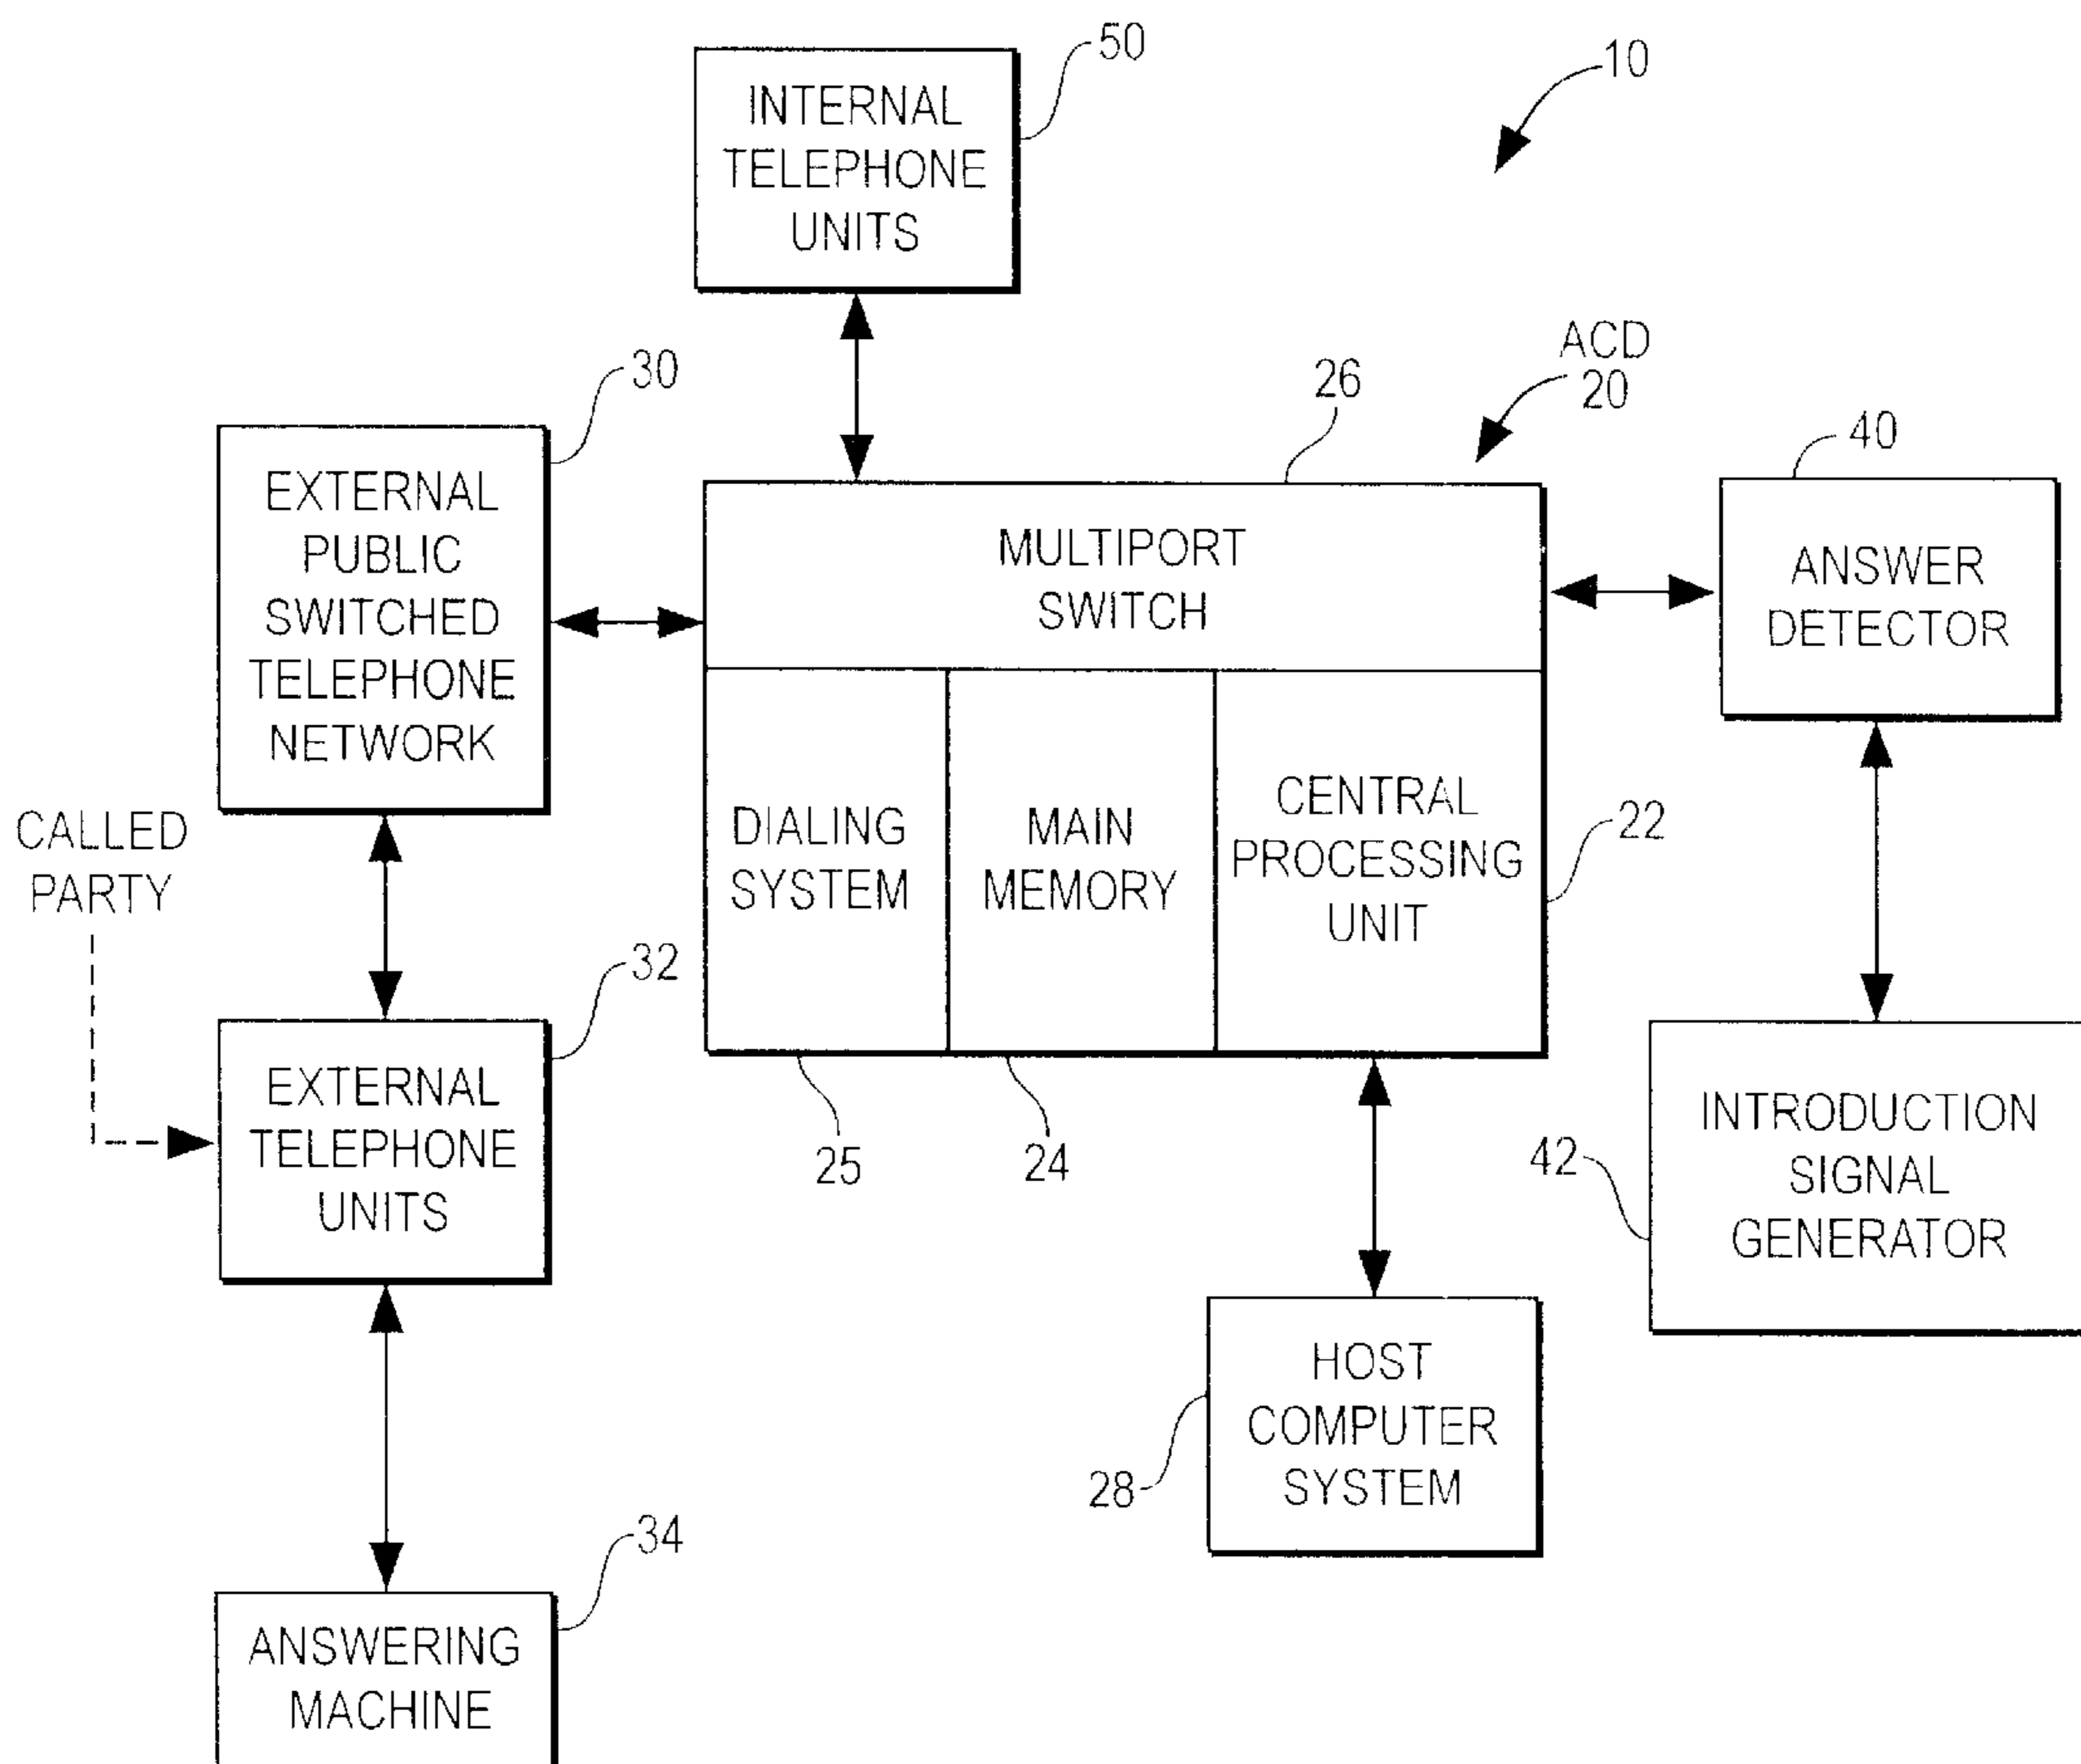 50
10
INTERNAL
TELEPHONE
UNITS
ACD
20
30
26
40
EXTERNAL
PUBLIC
SWITCHED
TELEPHONE
NETWORK
MULTIPORT
SWITCH
ANSWER
DETECTOR
CALLED
PARTY
DIALING
SYSTEM
MAIN
MEMORY
CENTRAL
PROCESSING
UNIT
22
32
EXTERNAL
TELEPHONE
UNITS
25
24
42
INTRODUCTION
SIGNAL
GENERATOR
HOST
COMPUTER
SYSTEM
28
34
ANSWERING
MACHINE